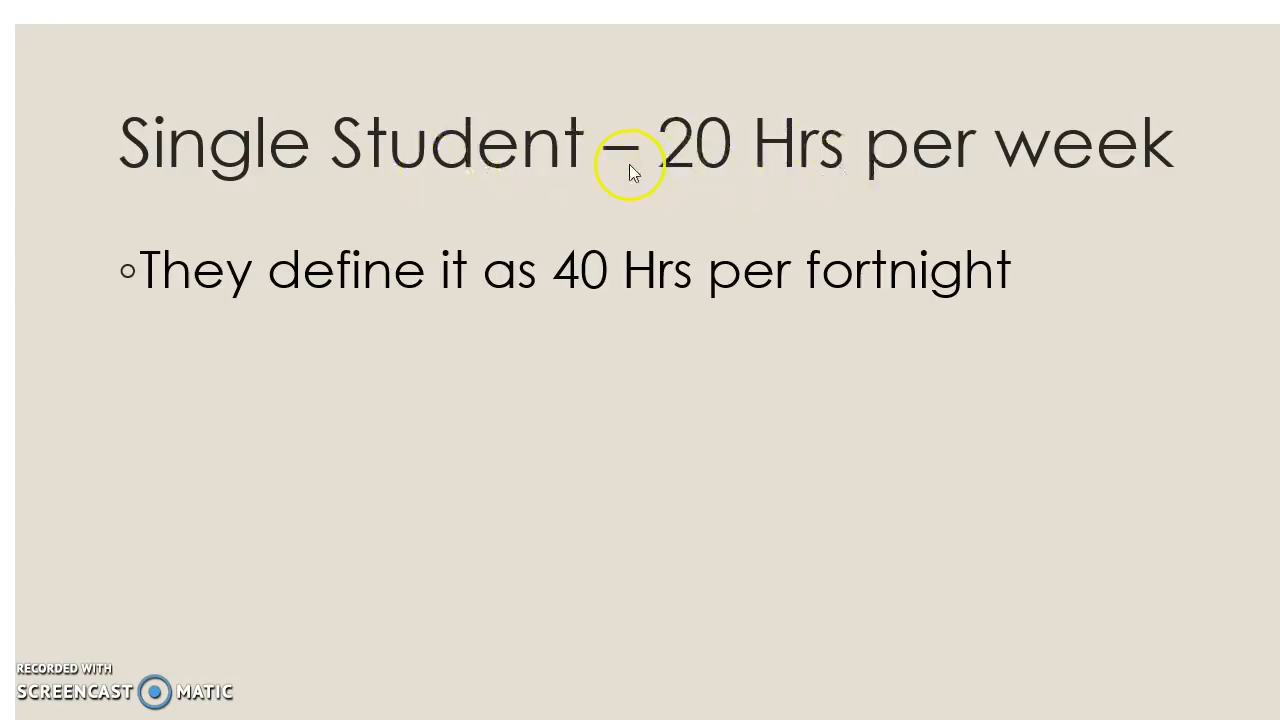 Single Student – 20 Hrs per week
They define it as 40 Hrs per fortnight
RECORDED WITH
SCREENCAST MATIC